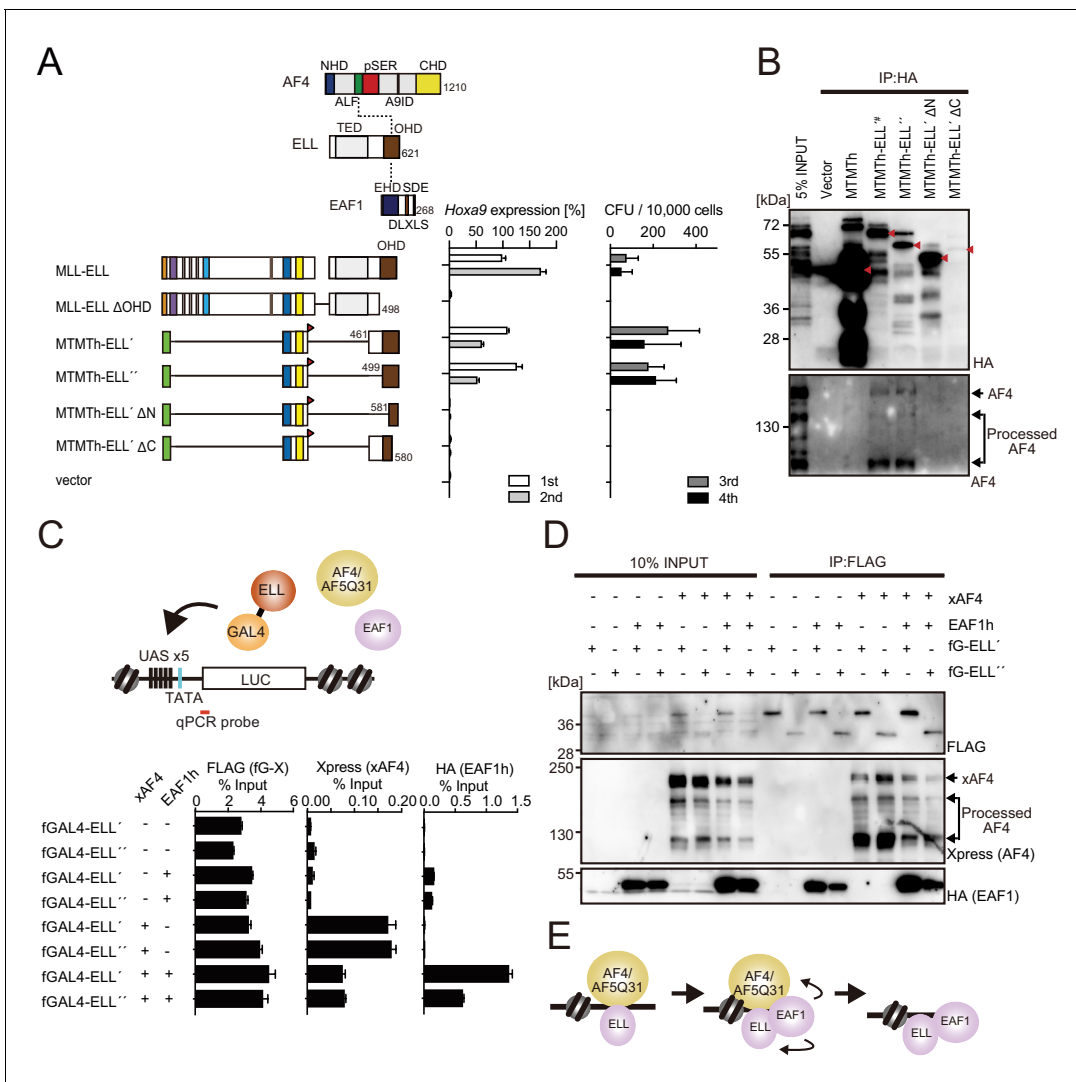 A
NHD pSER CHD
AF4
1210
ALF A9ID
TED OHD
ELL
621
EHD SDE
EAF1
268
DLXLS
OHD
Hoxa9 expression [%]
0 100 200
CFU / 10,000 cells
0 200 400
MLL-ELL
MLL-ELL ΔOHD
498
MTMTh-ELL´
461
MTMTh-ELL´´
499
MTMTh-ELL´ ΔN
581
MTMTh-ELL´ ΔC
580
vector
1st
2nd
3rd
4th
B
IP:HA
5% INPUT
Vector
MTMTh
MTMTh-ELL´#
MTMTh-ELL´´
MTMTh-ELL´ ΔN
MTMTh-ELL´ ΔC
[kDa]
72
55
36
28
HA
130
AF4
Processed
AF4
AF4
C
AF4/
AF5Q31
ELL
GAL4
EAF1
UAS x5
LUC
TATA
qPCR probe
xAF4
EAF1h
FLAG (fG-X)
% Input
0 2 4 6
Xpress (xAF4)
% Input
0.00 0.10 0.20
HA (EAF1h)
% Input
0.0 0.5 1.0 1.5
fGAL4-ELL´ - -
fGAL4-ELL´´ - -
fGAL4-ELL´ - +
fGAL4-ELL´´ - +
fGAL4-ELL´ + -
fGAL4-ELL´´ + -
fGAL4-ELL´ + +
fGAL4-ELL´´ + +
D
10% INPUT IP:FLAG
- - - - + + + + - - - - + + + + xAF4
- - + + - - + + - - + + - - + + EAF1h
+ - + - + - + - + - + - + - + - fG-ELL´
- + - + - + - + - + - + - + - + fG-ELL´´
[kDa]
36
28
FLAG
250
130
xAF4
Processed
AF4
Xpress (AF4)
55
HA (EAF1)
E
AF4/
AF5Q31
ELL
AF4/
AF5Q31
ELL
EAF1
ELL
EAF1